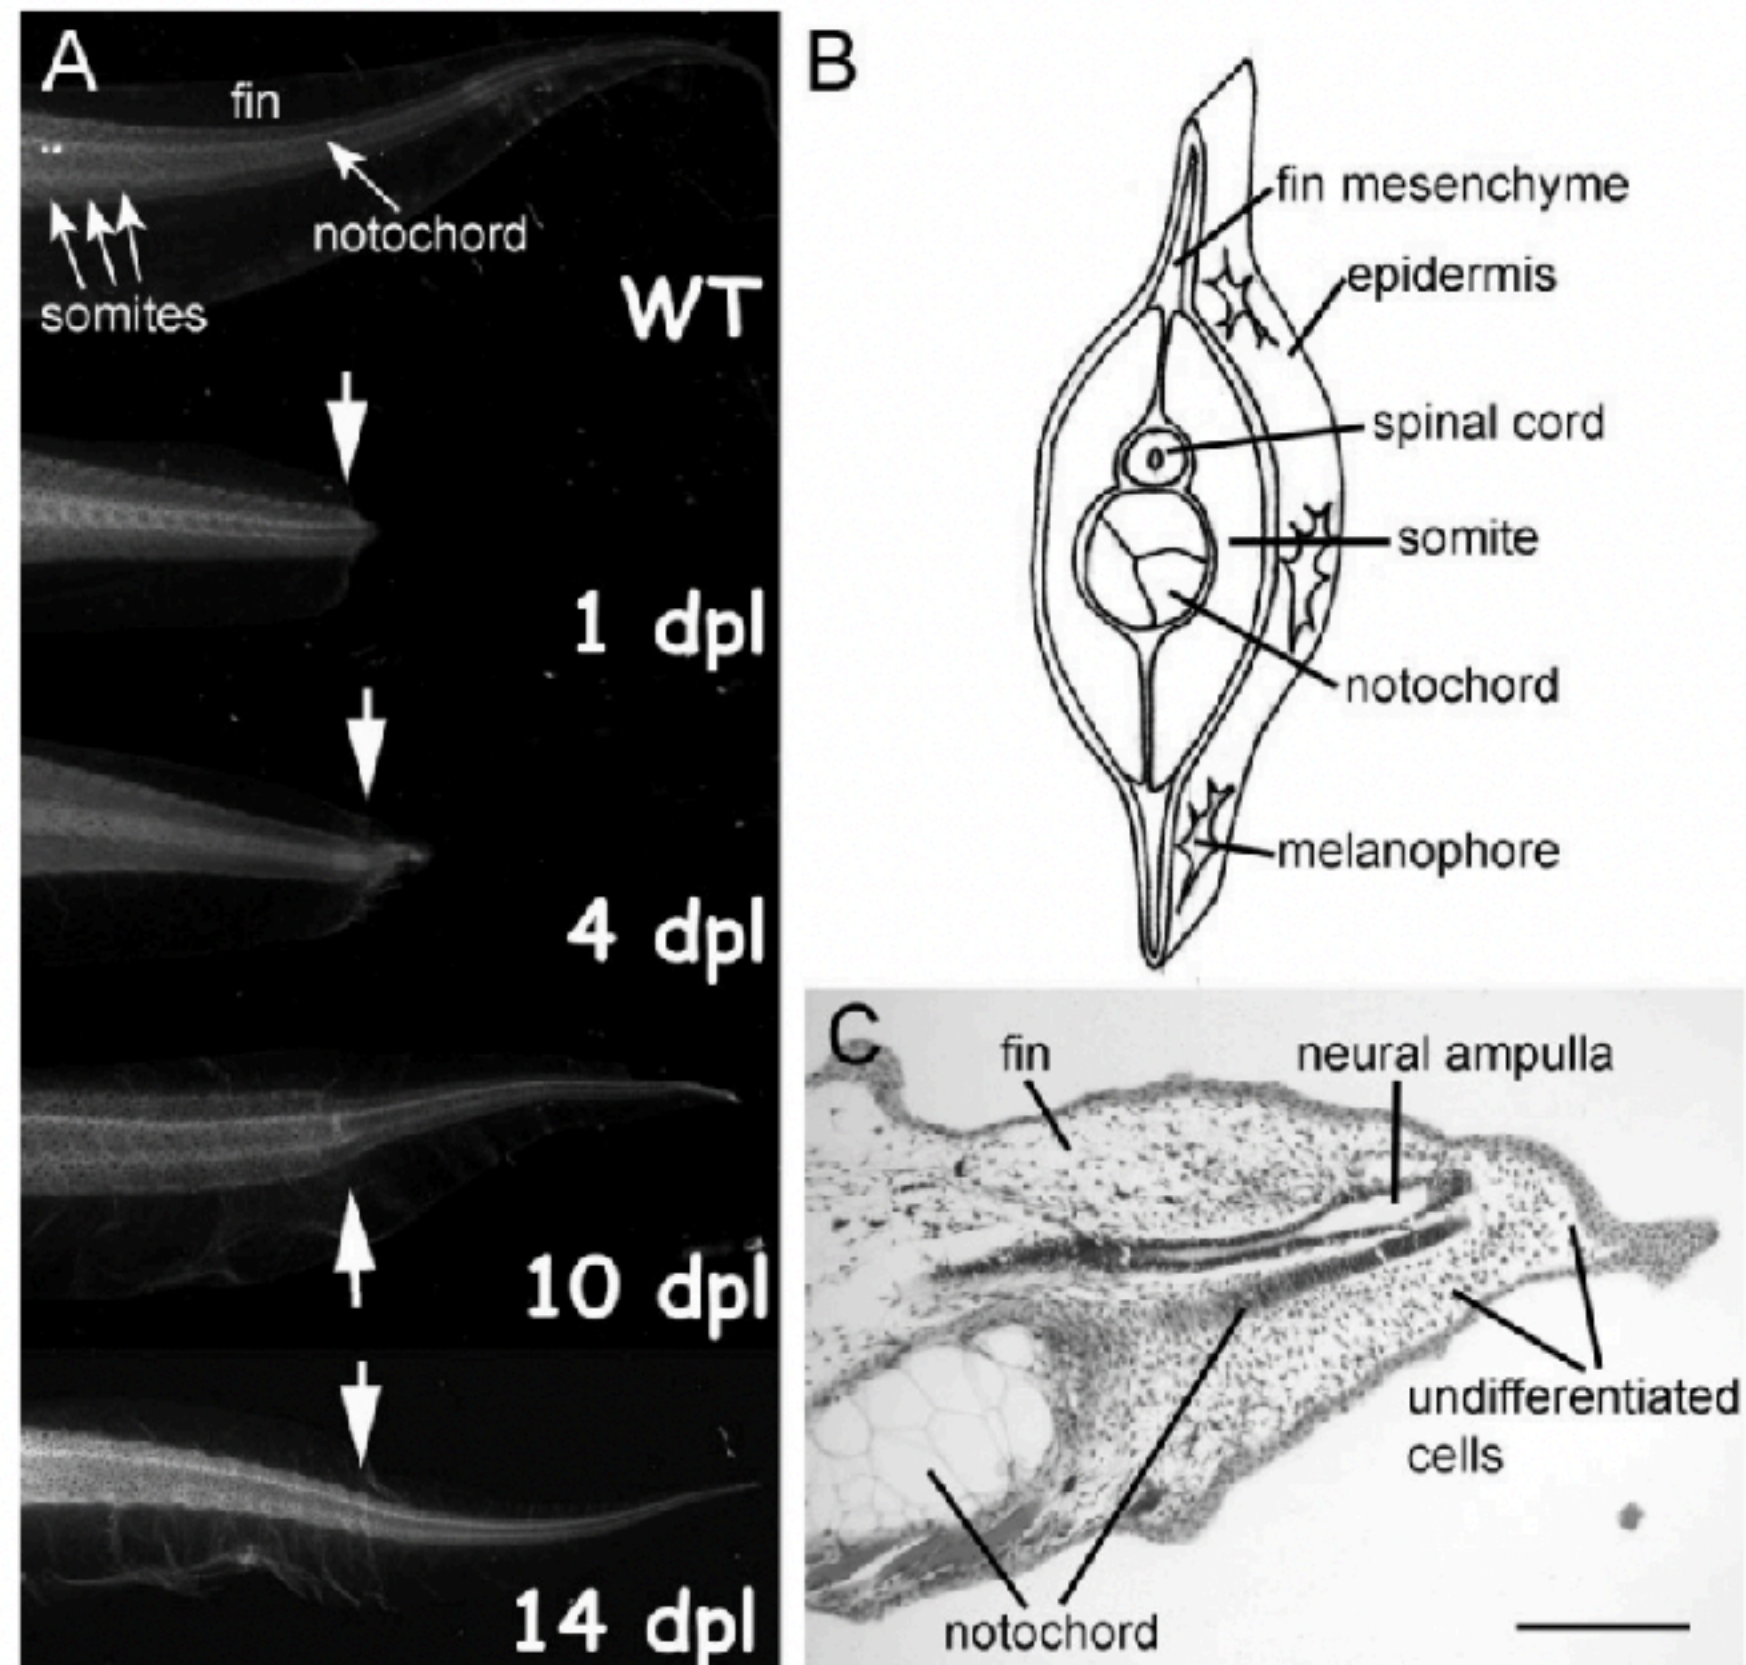 A
fin
notochord
somites
WT
1 dpl
4 dpl
10 dpl
14 dpl
B
fin mesenchyme
epidermis
spinal cord
somite
notochord
melanophore
C
fin
neural ampulla
undifferentiated
cells
notochord